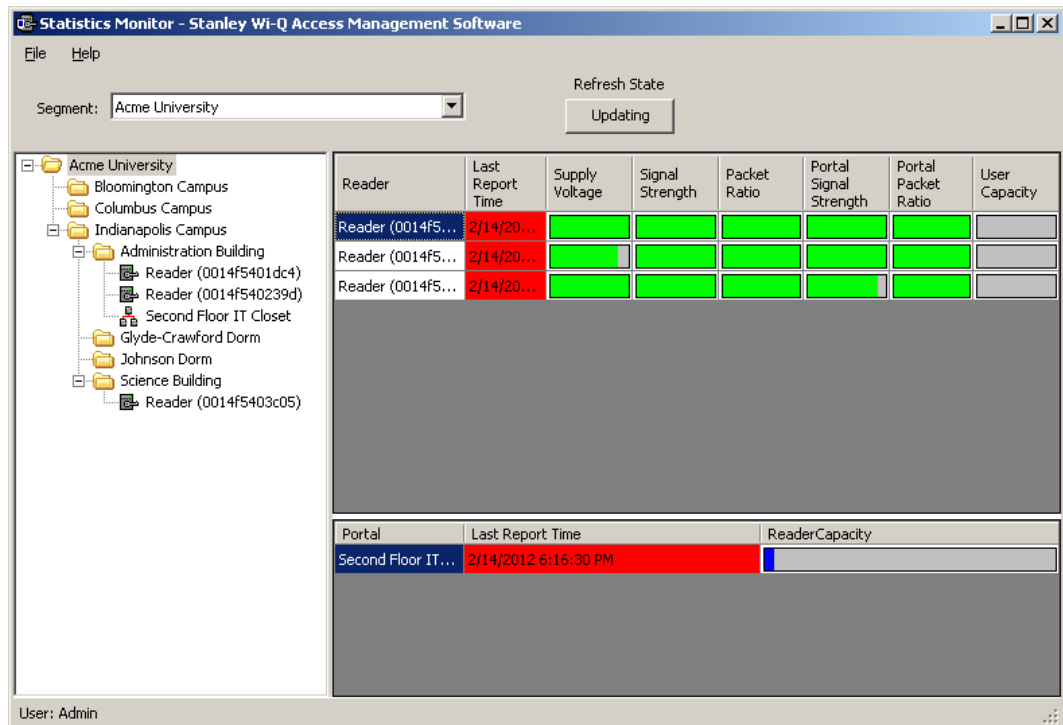 Statistics Monitor - Stanley Wi-Q Access Management Software
File Help
Refresh State
Segment: Acme University
Updating
Acme University
Bloomington Campus
Columbus Campus
Indianapolis Campus
Administration Building
Reader (0014f5401dc4)
Reader (0014f540239d)
Second Floor IT Closet
Glyde-Crawford Dorm
Johnson Dorm
Science Building
Reader (0014f5403c05)
Reader
Last Report Time
Supply Voltage
Signal Strength
Packet Ratio
Portal Signal Strength
Portal Packet Ratio
User Capacity
Reader (0014f5... 2/14/20...
Reader (0014f5... 2/14/20...
Reader (0014f5... 2/14/20...
Portal Last Report Time ReaderCapacity
Second Floor IT... 2/14/2012 6:16:30 PM
User: Admin